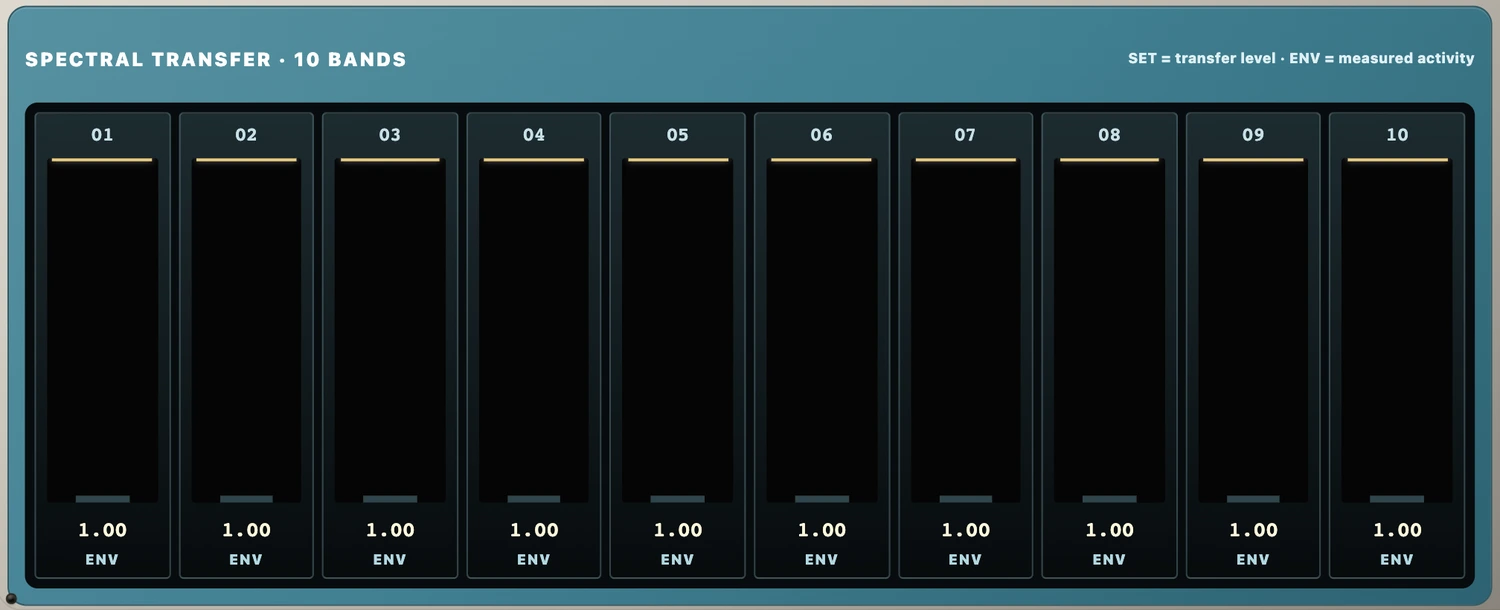 SPECTRAL TRANSFER · 10 BANDS
SET = transfer level · ENV = measured activity
01 02 03 04 05 06 07 08 09 10
1.00 1.00 1.00 1.00 1.00 1.00 1.00 1.00 1.00 1.00
ENV ENV ENV ENV ENV ENV ENV ENV ENV ENV